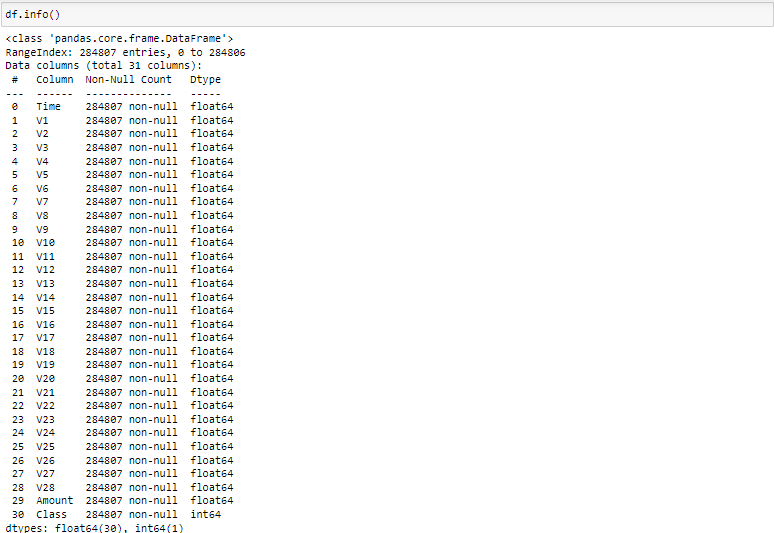 df.info()
<class 'pandas.core.frame.DataFrame'>
RangeIndex: 284807 entries, 0 to 284806
Data columns (total 31 columns):
 #   Column  Non-Null Count   Dtype
---  ------  --------------   -----
 0   Time    284807 non-null  float64
 1   V1      284807 non-null  float64
 2   V2      284807 non-null  float64
 3   V3      284807 non-null  float64
 4   V4      284807 non-null  float64
 5   V5      284807 non-null  float64
 6   V6      284807 non-null  float64
 7   V7      284807 non-null  float64
 8   V8      284807 non-null  float64
 9   V9      284807 non-null  float64
 10  V10     284807 non-null  float64
 11  V11     284807 non-null  float64
 12  V12     284807 non-null  float64
 13  V13     284807 non-null  float64
 14  V14     284807 non-null  float64
 15  V15     284807 non-null  float64
 16  V16     284807 non-null  float64
 17  V17     284807 non-null  float64
 18  V18     284807 non-null  float64
 19  V19     284807 non-null  float64
 20  V20     284807 non-null  float64
 21  V21     284807 non-null  float64
 22  V22     284807 non-null  float64
 23  V23     284807 non-null  float64
 24  V24     284807 non-null  float64
 25  V25     284807 non-null  float64
 26  V26     284807 non-null  float64
 27  V27     284807 non-null  float64
 28  V28     284807 non-null  float64
 29  Amount  284807 non-null  float64
 30  Class   284807 non-null  int64
dtypes: float64(30), int64(1)